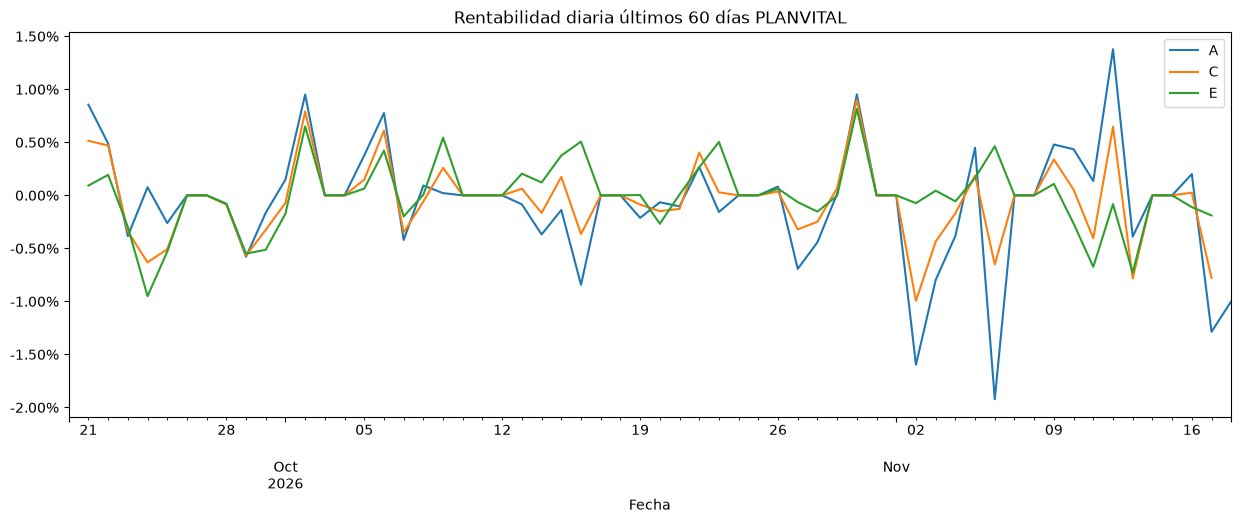 Rentabilidad diaria últimos 60 días PLANVITAL
1.50%
1.00%
0.50%
0.00%
-0.50%
-1.00%
-1.50%
-2.00%
A
C
E
21 28 05 12 19 26 02 09 16
Oct Nov
2026
Fecha